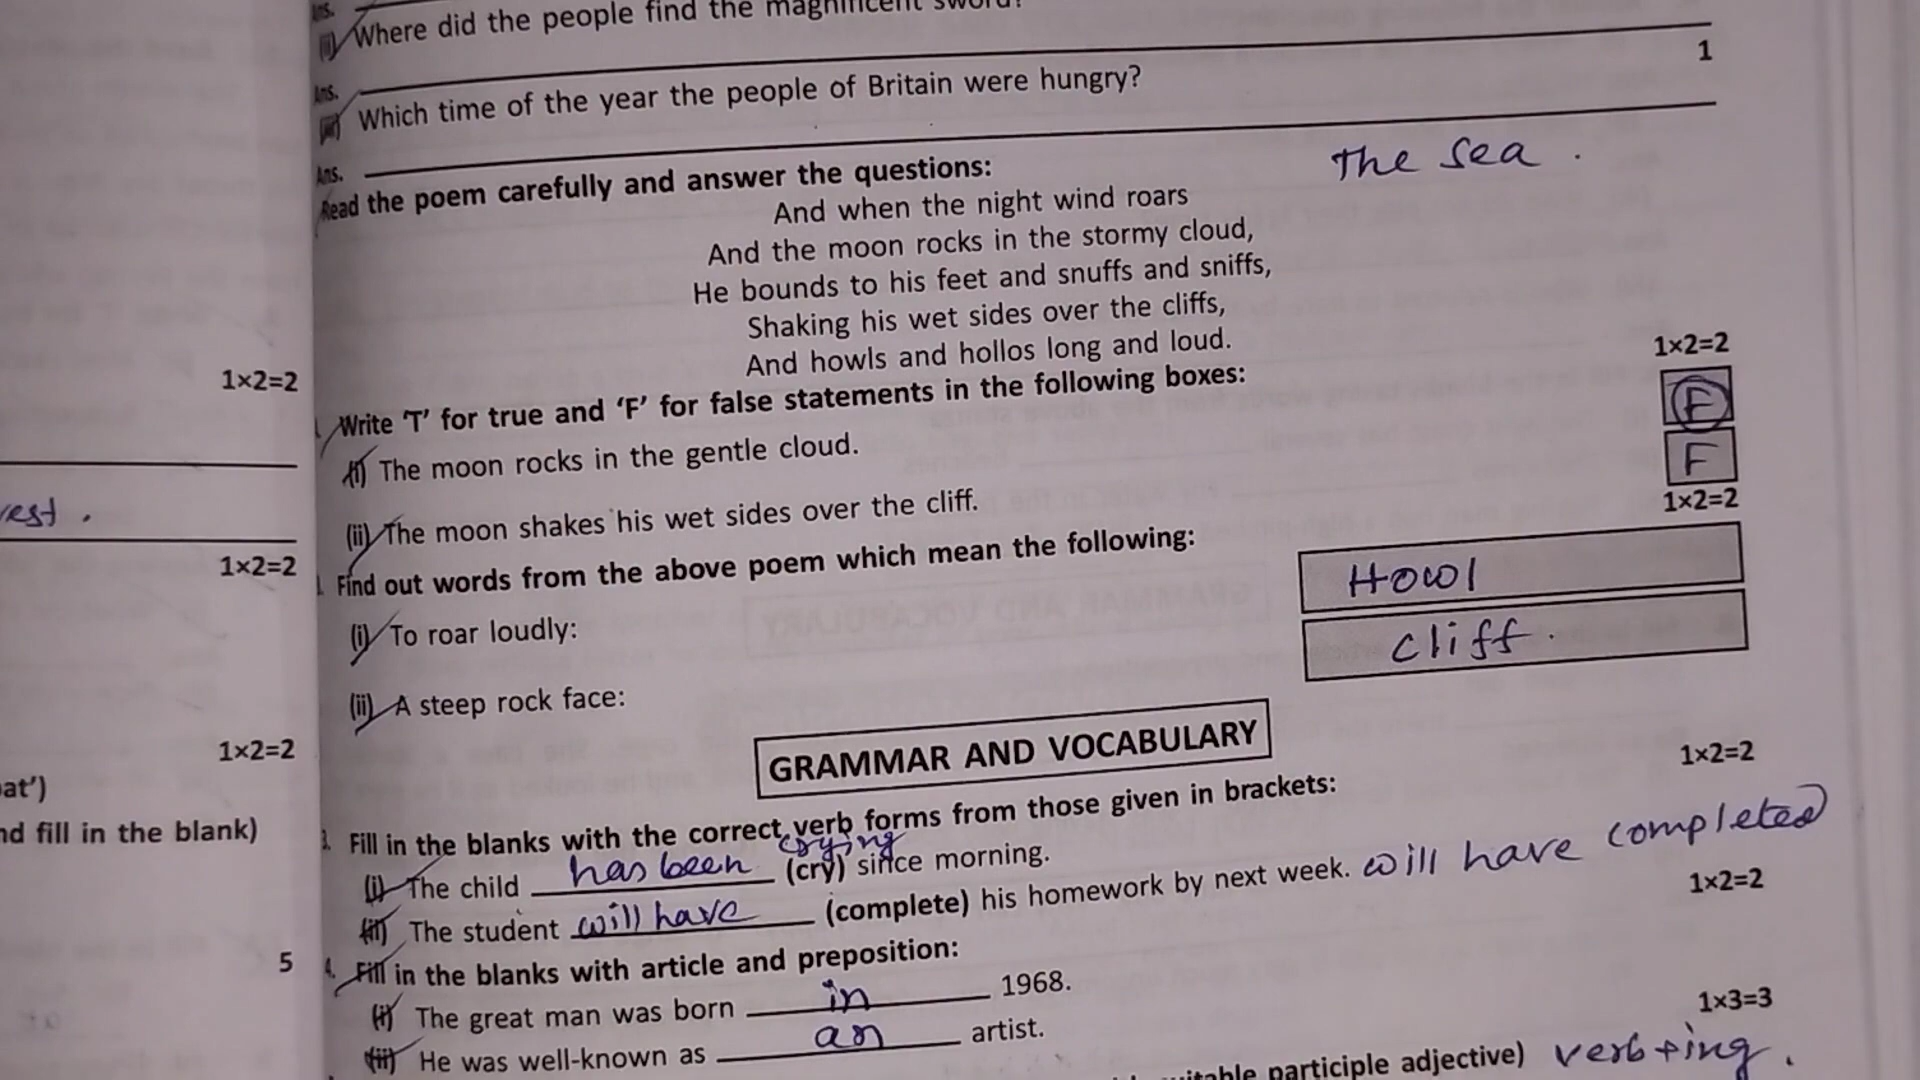 (ii) Where did the people find the magnificent sword?
Ans.
1
(iii) Which time of the year the people of Britain were hungry?
Ans.
Read the poem carefully and answer the questions:
The Sea.
And when the night wind roars
And the moon rocks in the stormy cloud,
He bounds to his feet and snuffs and sniffs,
Shaking his wet sides over the cliffs,
And howls and hollos long and loud.
1×2=2
Write 'T' for true and 'F' for false statements in the following boxes:
1×2=2
(i) The moon rocks in the gentle cloud.
F
(ii) The moon shakes his wet sides over the cliff.
F
rest.
1×2=2
Find out words from the above poem which mean the following:
1×2=2
(i) To roar loudly:
Howl
(ii) A steep rock face:
cliff.
1×2=2
GRAMMAR AND VOCABULARY
at')
nd fill in the blank)
3. Fill in the blanks with the correct verb forms from those given in brackets:
1×2=2
crying
(i) The child has been (cry) since morning.
(ii) The student will have (complete) his homework by next week. will have completed
5
4. Fill in the blanks with article and preposition:
1×2=2
(i) The great man was born in 1968.
(ii) He was well-known as an artist.
1×3=3
suitable participle adjective) verb+ing.